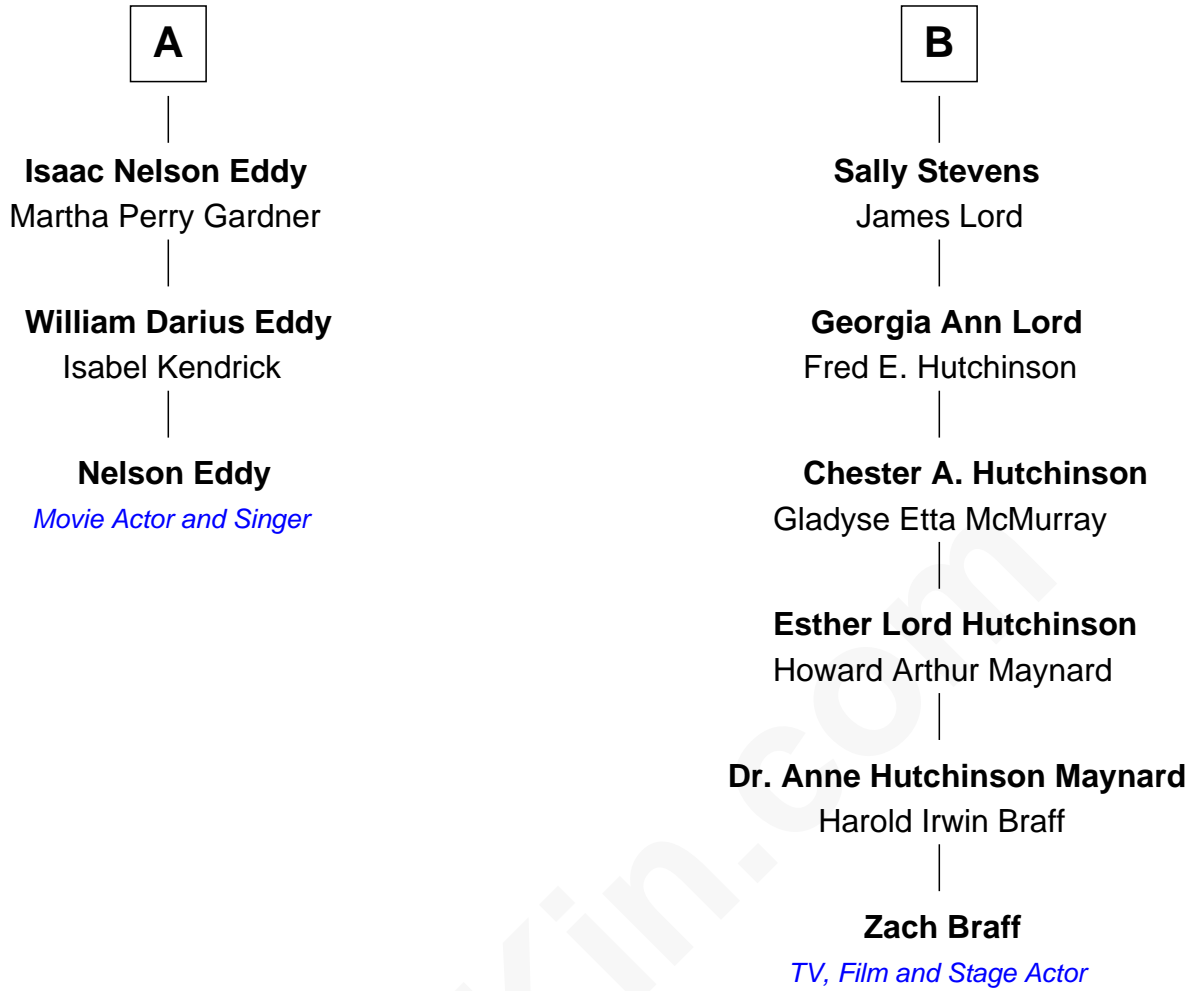 A
Isaac Nelson Eddy
Martha Perry Gardner
William Darius Eddy
Isabel Kendrick
Nelson Eddy
Movie Actor and Singer
B
Sally Stevens
James Lord
Georgia Ann Lord
Fred E. Hutchinson
Chester A. Hutchinson
Gladyse Etta McMurray
Esther Lord Hutchinson
Howard Arthur Maynard
Dr. Anne Hutchinson Maynard
Harold Irwin Braff
Zach Braff
TV, Film and Stage Actor